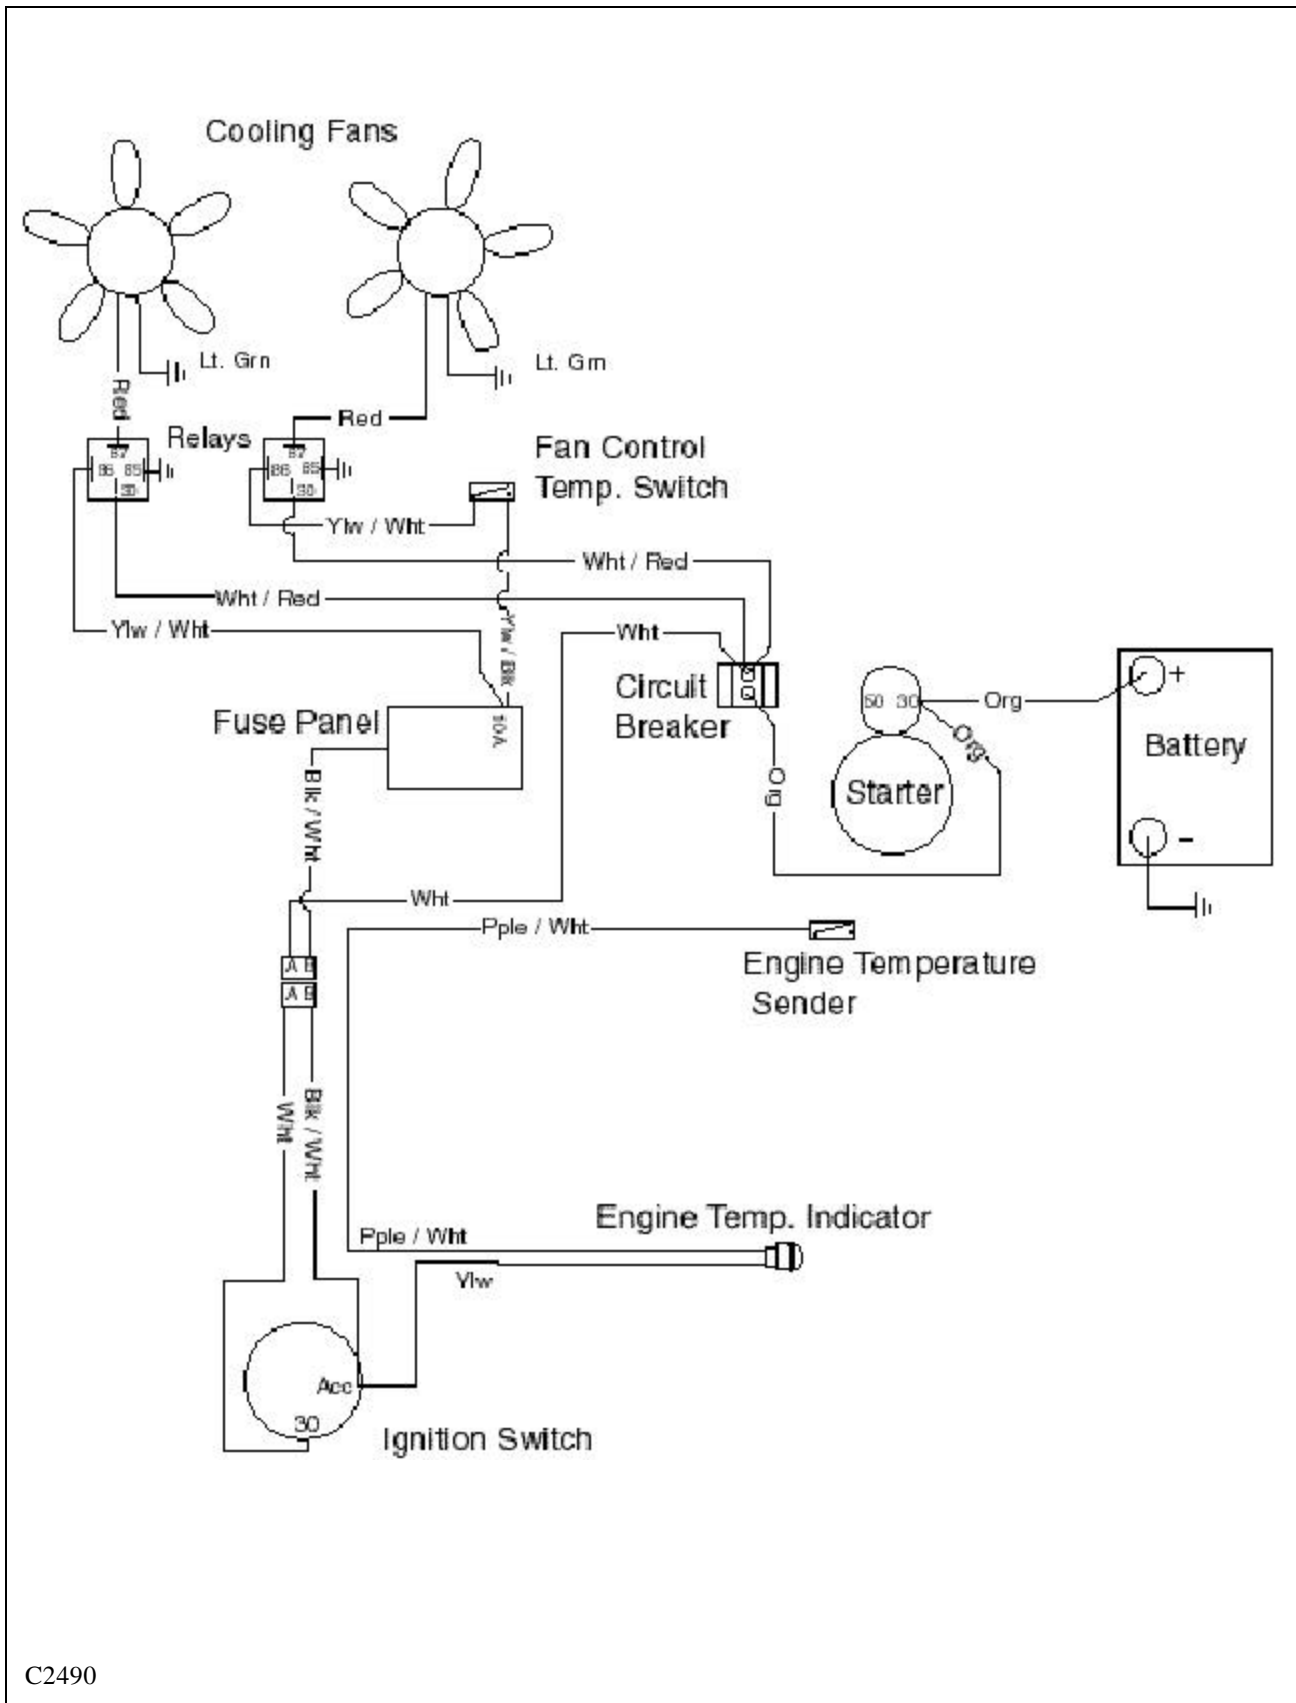 Cooling Fans
Lt. Grn
Lt. Grn
Red
Red
Relays
87
86 85
30
87
86 85
30
Fan Control
Temp. Switch
Ylw / Wht
Wht / Red
Wht / Red
Ylw / Wht
Ylw / Blk
Wht
Circuit
Breaker
50 30
Org
+
Org
Battery
Fuse Panel
10A
Blk / Wht
Org
Starter
-
Wht
Pple / Wht
A B
A B
Engine Temperature
Sender
Wht
Blk / Wht
Engine Temp. Indicator
Pple / Wht
Ylw
Acc
30
Ignition Switch
C2490